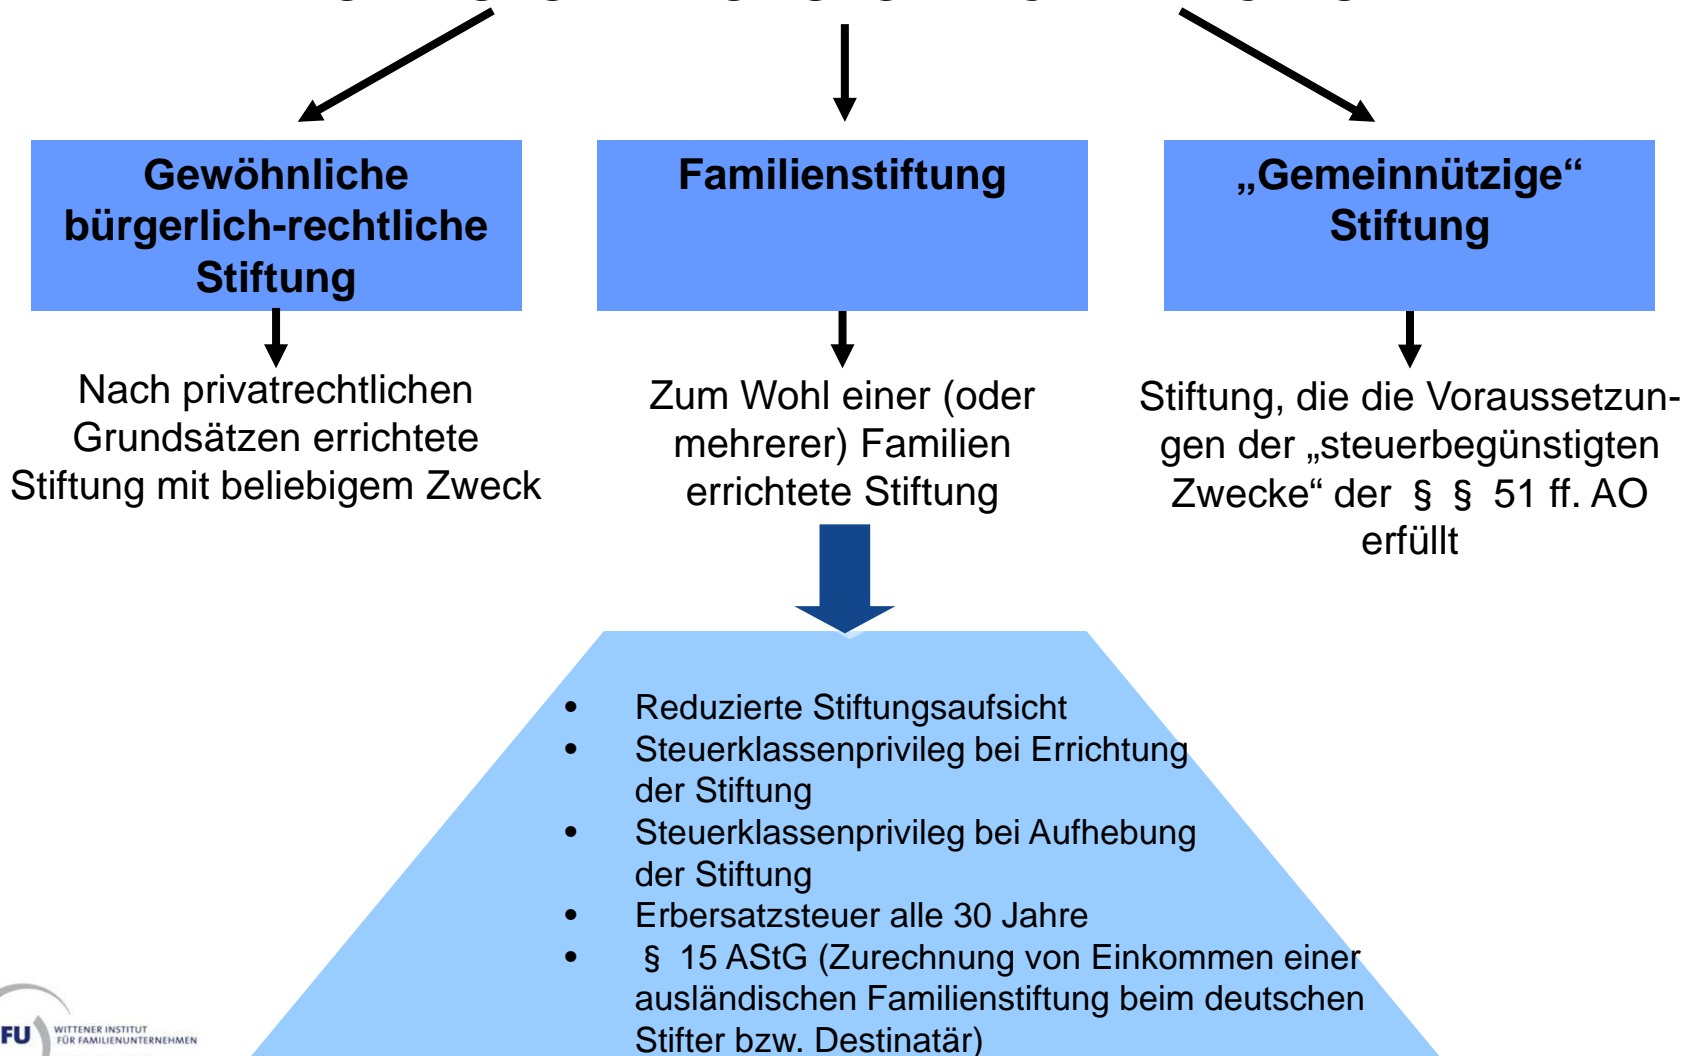 Gewöhnliche
bürgerlich-rechtliche
Stiftung
Familienstiftung
„Gemeinnützige“
Stiftung
Nach privatrechtlichen
Grundsätzen errichtete
Stiftung mit beliebigem Zweck
Zum Wohl einer (oder
mehrerer) Familien
errichtete Stiftung
Stiftung, die die Voraussetzun-
gen der „steuerbegünstigten
Zwecke“ der § § 51 ff. AO
erfüllt
• Reduzierte Stiftungsaufsicht
• Steuerklassenprivileg bei Errichtung
der Stiftung
• Steuerklassenprivileg bei Aufhebung
der Stiftung
• Erbersatzsteuer alle 30 Jahre
• § 15 AStG (Zurechnung von Einkommen einer
ausländischen Familienstiftung beim deutschen
Stifter bzw. Destinatär)
FU
WITTENER INSTITUT
FÜR FAMILIENUNTERNEHMEN